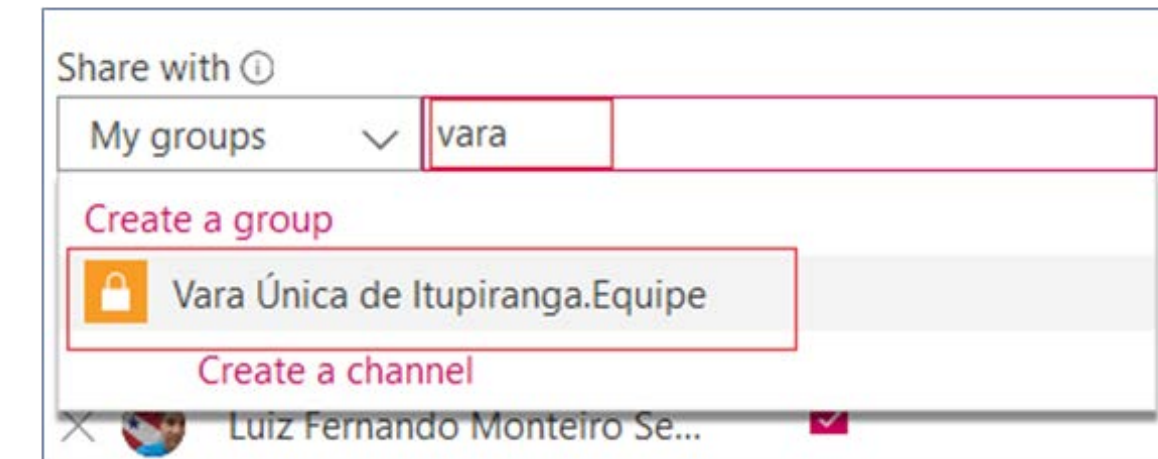 Share with
My groups vara
Create a group
Vara Única de Itupiranga.Equipe
Create a channel
Luiz Fernando Monteiro Se...